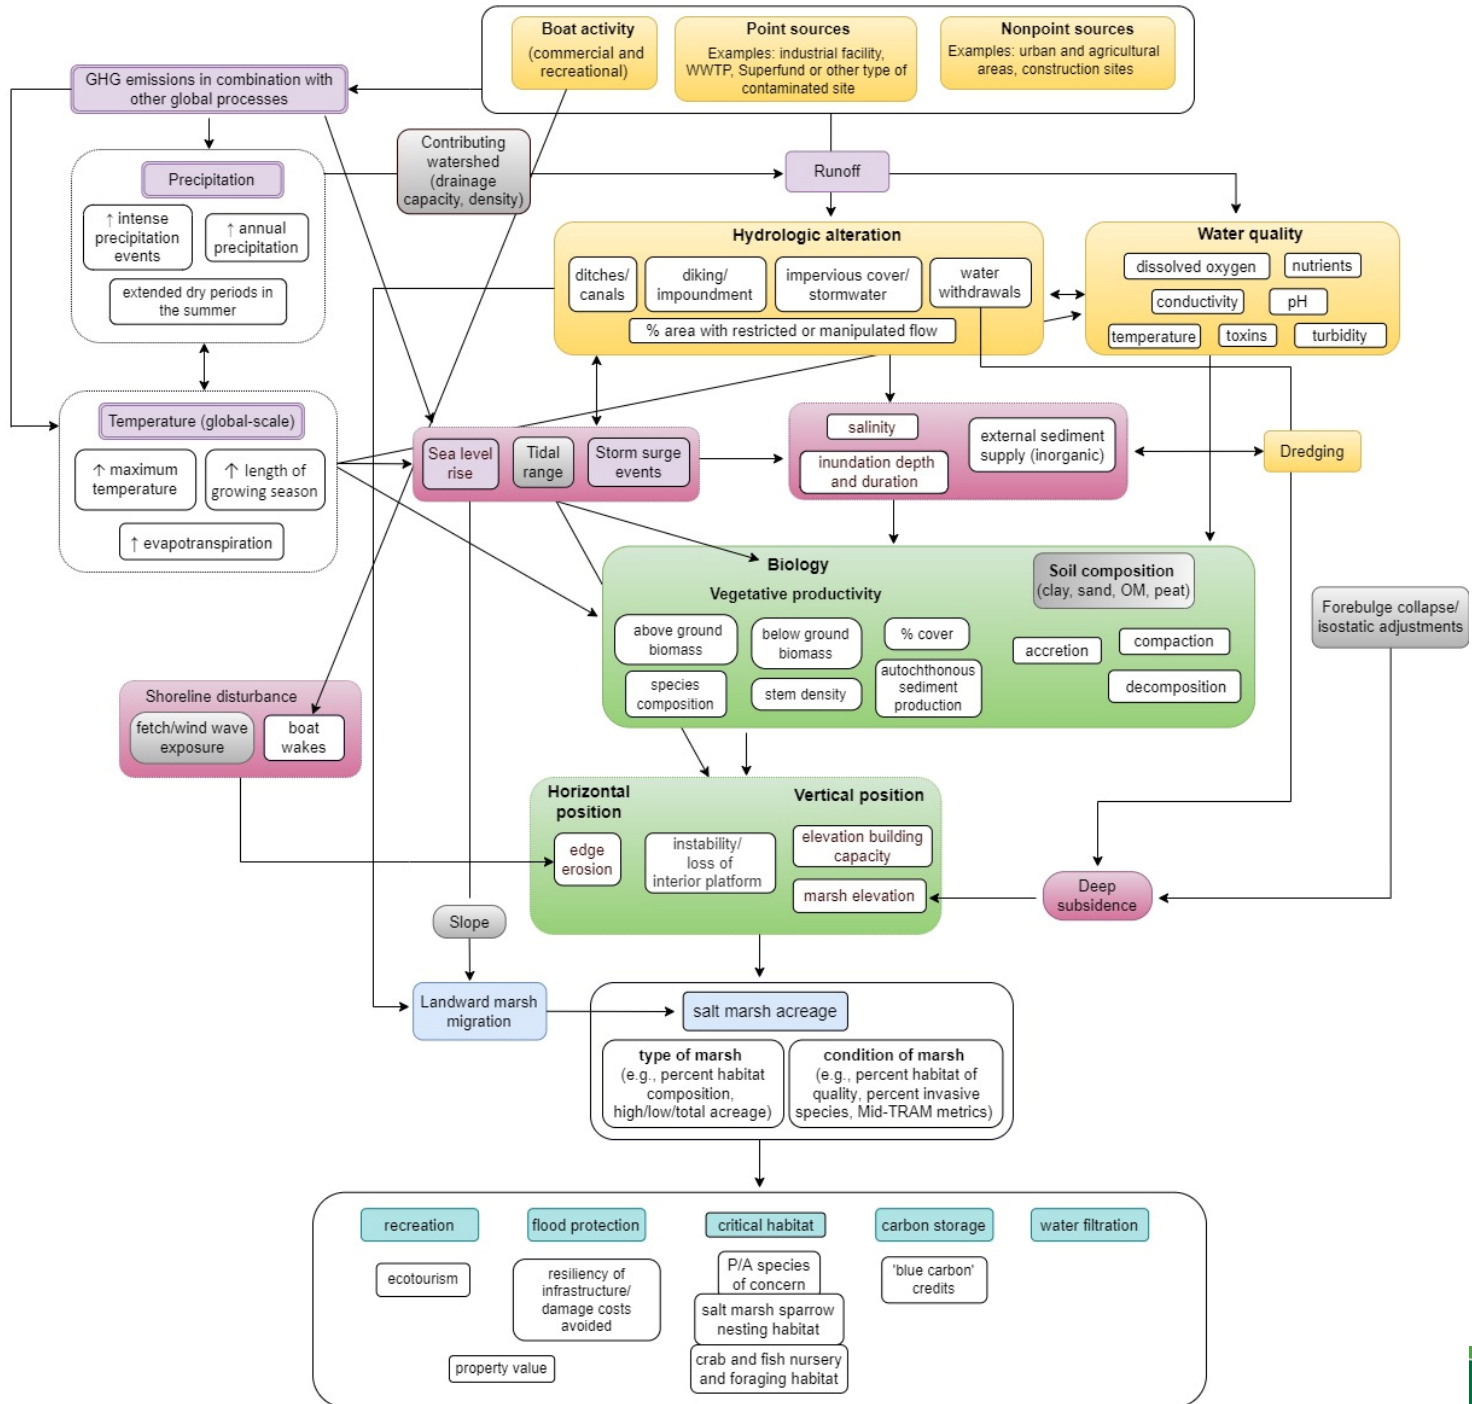 Boat activity
(commercial and
recreational)
Point sources
Examples: industrial facility,
WWTP, Superfund or other type of
contaminated site
Nonpoint sources
Examples: urban and agricultural
areas, construction sites
GHG emissions in combination with
other global processes
Contributing
watershed
(drainage
capacity, density)
Runoff
Precipitation
↑ intense
precipitation
events
↑ annual
precipitation
extended dry periods in
the summer
Hydrologic alteration
ditches/
canals
diking/
impoundment
impervious cover/
stormwater
water
withdrawals
% area with restricted or manipulated flow
Water quality
dissolved oxygen
nutrients
conductivity
pH
temperature
toxins
turbidity
Temperature (global-scale)
↑ maximum
temperature
↑ length of
growing season
↑ evapotranspiration
Sea level
rise
Tidal
range
Storm surge
events
salinity
inundation depth
and duration
external sediment
supply (inorganic)
Dredging
Biology
Vegetative productivity
above ground
biomass
below ground
biomass
% cover
species
composition
stem density
autochthonous
sediment
production
Soil composition
(clay, sand, OM, peat)
accretion
compaction
decomposition
Forebulge collapse/
isostatic adjustments
Shoreline disturbance
fetch/wind wave
exposure
boat
wakes
Horizontal
position
Vertical position
edge
erosion
instability/
loss of
interior platform
elevation building
capacity
marsh elevation
Deep
subsidence
Slope
Landward marsh
migration
salt marsh acreage
type of marsh
(e.g., percent habitat
composition,
high/low/total acreage)
condition of marsh
(e.g., percent habitat of
quality, percent invasive
species, Mid-TRAM metrics)
recreation
flood protection
critical habitat
carbon storage
water filtration
ecotourism
resiliency of
infrastructure/
damage costs
avoided
P/A species
of concern
'blue carbon'
credits
salt marsh sparrow
nesting habitat
property value
crab and fish nursery
and foraging habitat